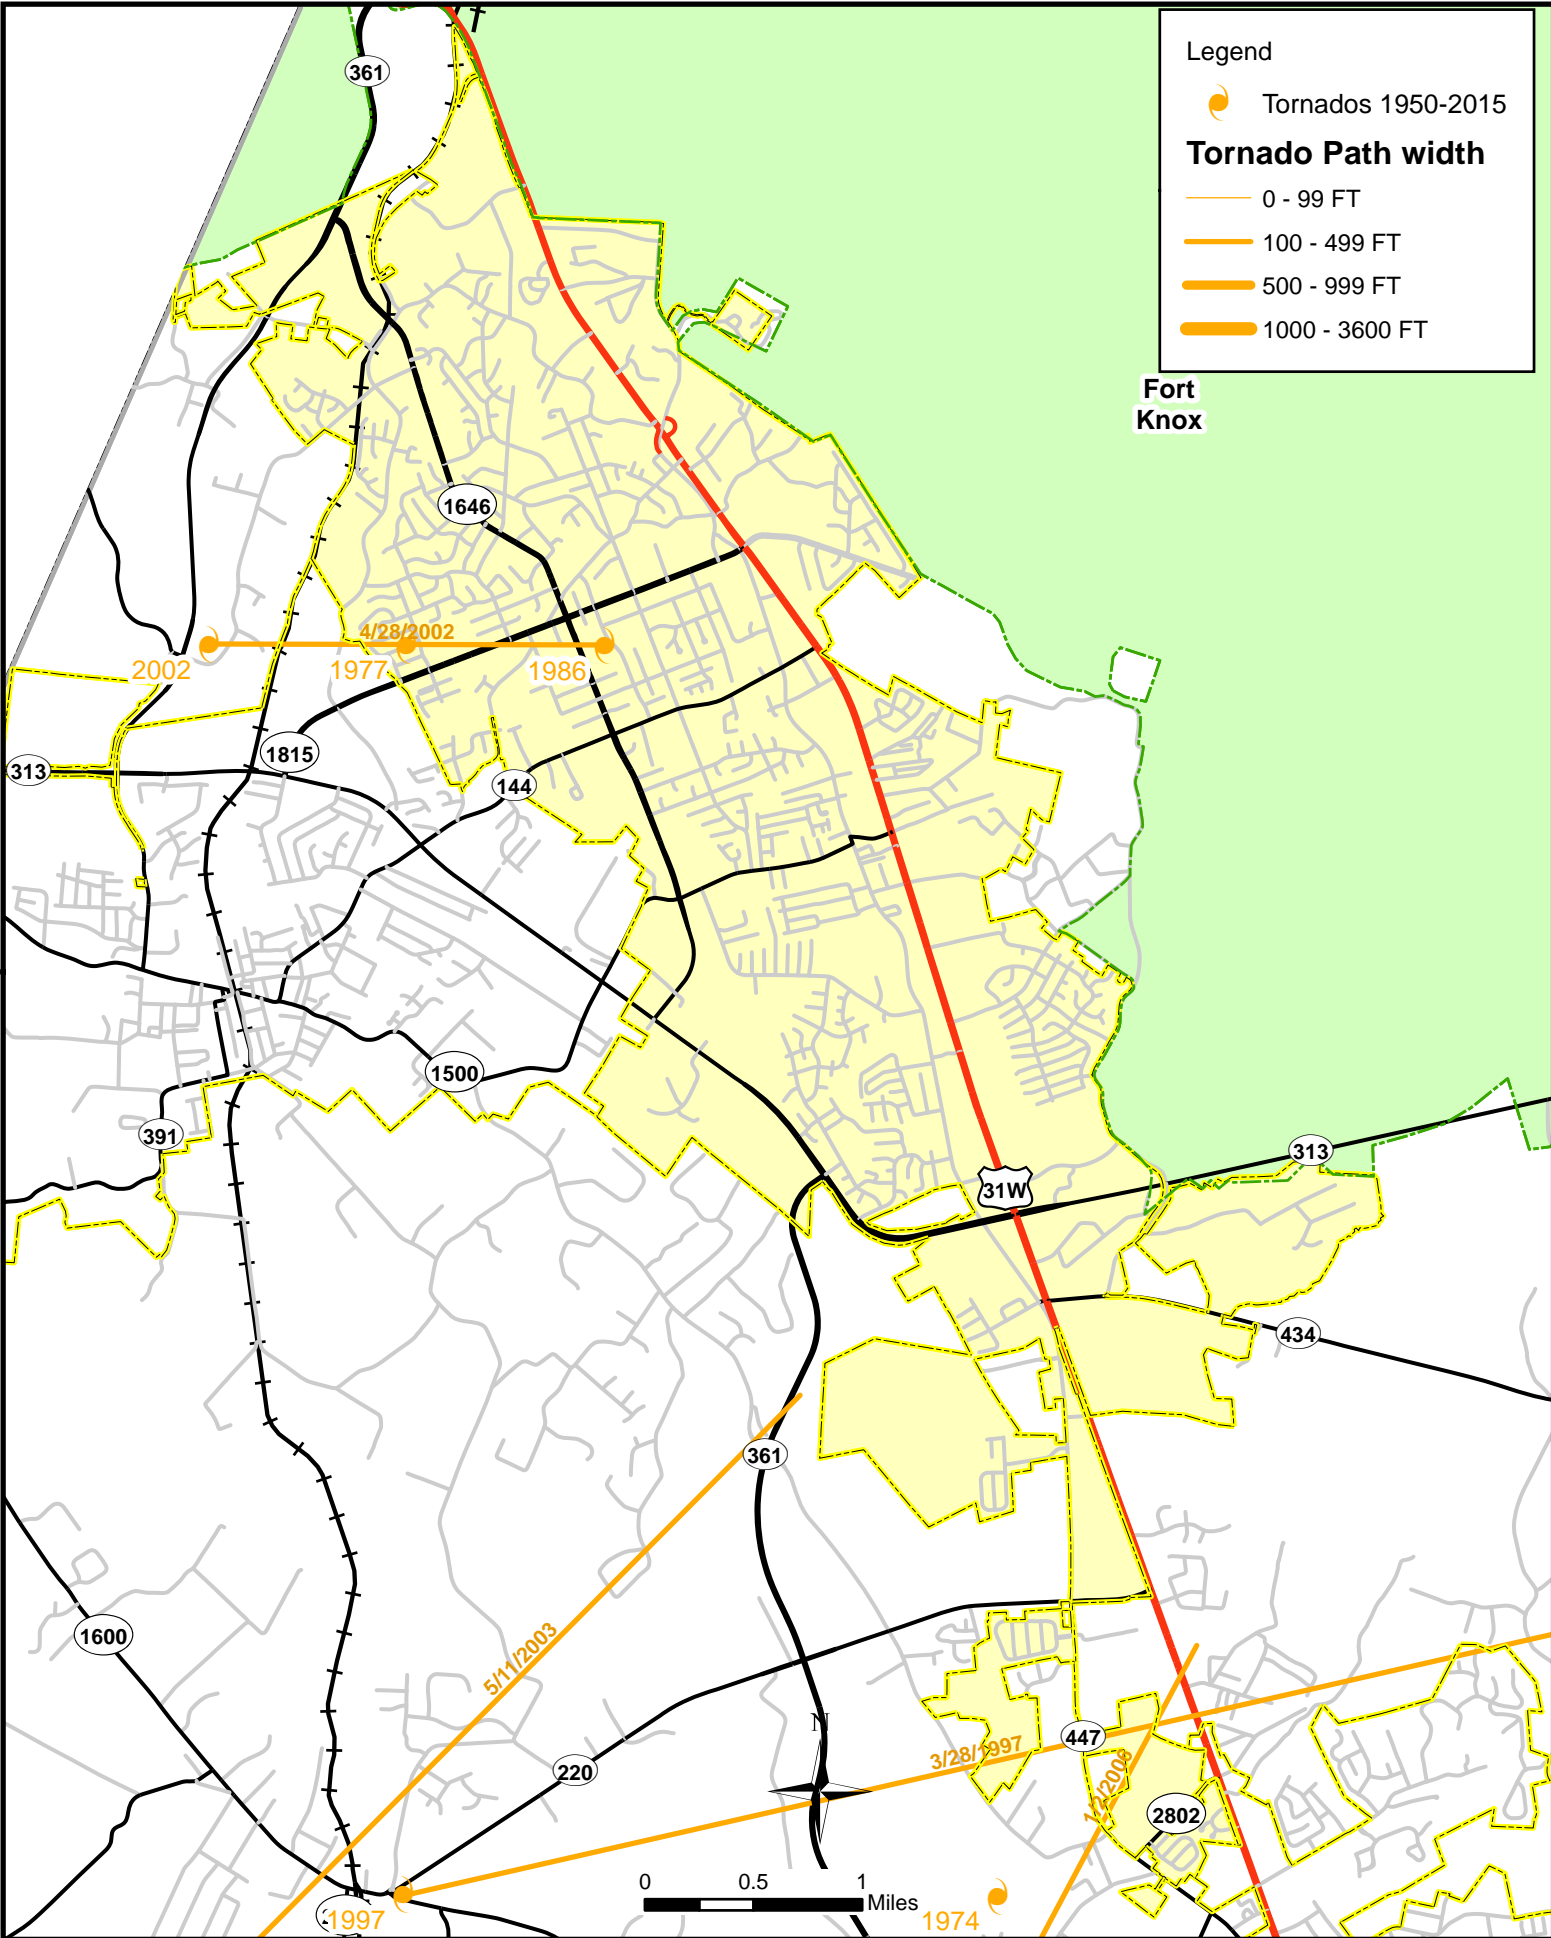 Legend
Tornados 1950-2015
Tornado Path width
0 - 99 FT
100 - 499 FT
500 - 999 FT
1000 - 3600 FT
361
Fort
Knox
1646
4/28/2002
2002
1977
1986
1815
313
144
1500
391
313
31W
434
361
1600
5/11/2003
N
447
3/28/1997
220
2802
0
0.5
1
Miles
1997
1974